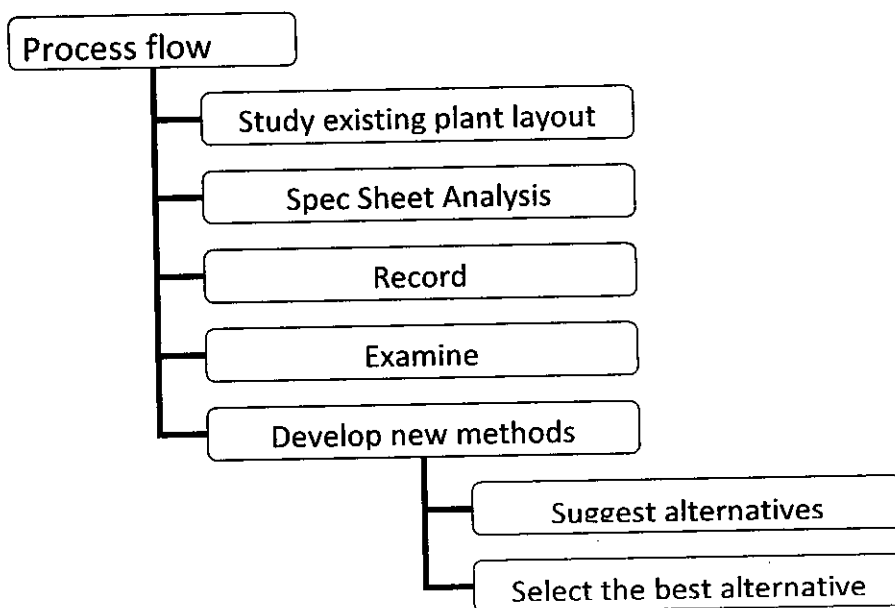 Process flow
Study existing plant layout
Spec Sheet Analysis
Record
Examine
Develop new methods
Suggest alternatives
Select the best alternative